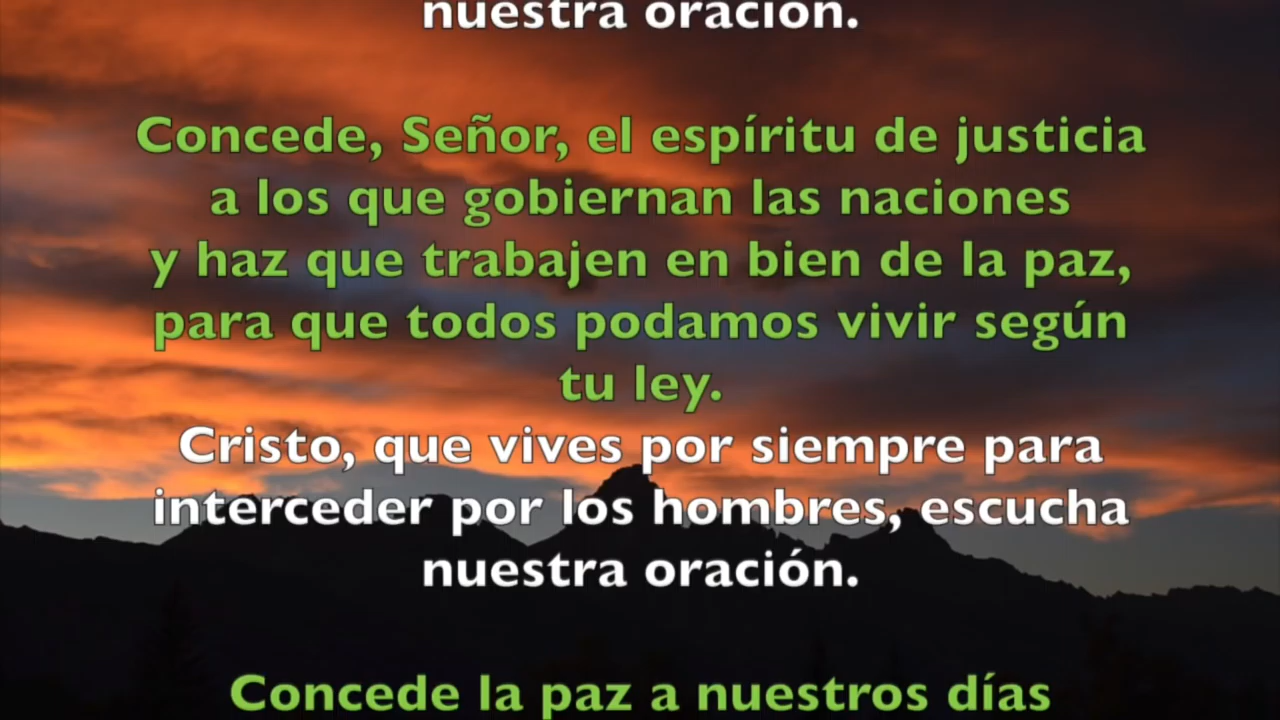 nuestra oración.
Concede, Señor, el espíritu de justicia
a los que gobiernan las naciones
y haz que trabajen en bien de la paz,
para que todos podamos vivir según
tu ley.
Cristo, que vives por siempre para
interceder por los hombres, escucha
nuestra oración.
Concede la paz a nuestros días